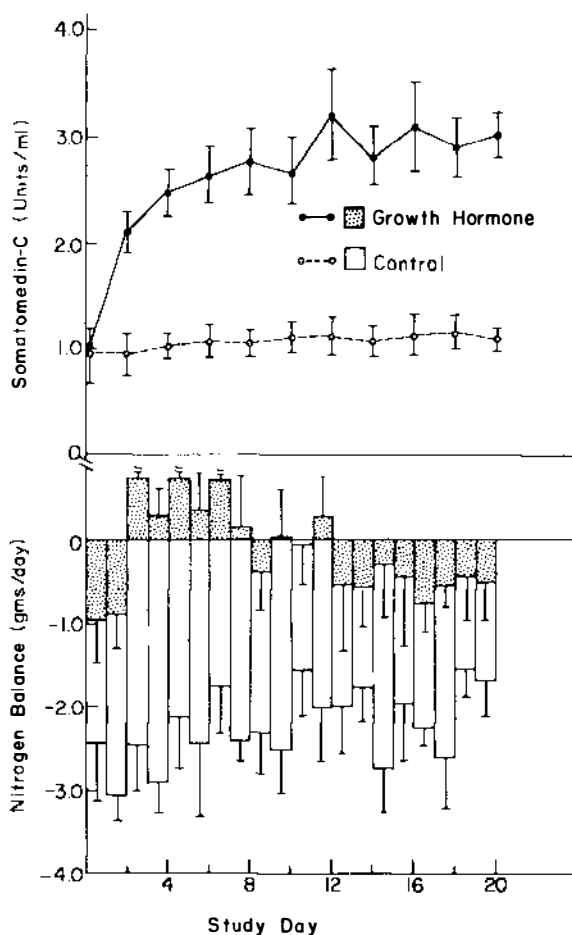 4.0
3.0
2.0
1.0
0
Somatomedin-C (Units/ml)
Growth Hormone
Control
0
-1.0
-2.0
-3.0
-4.0
Nitrogen Balance (gms/day)
4 8 12 16 20
Study Day